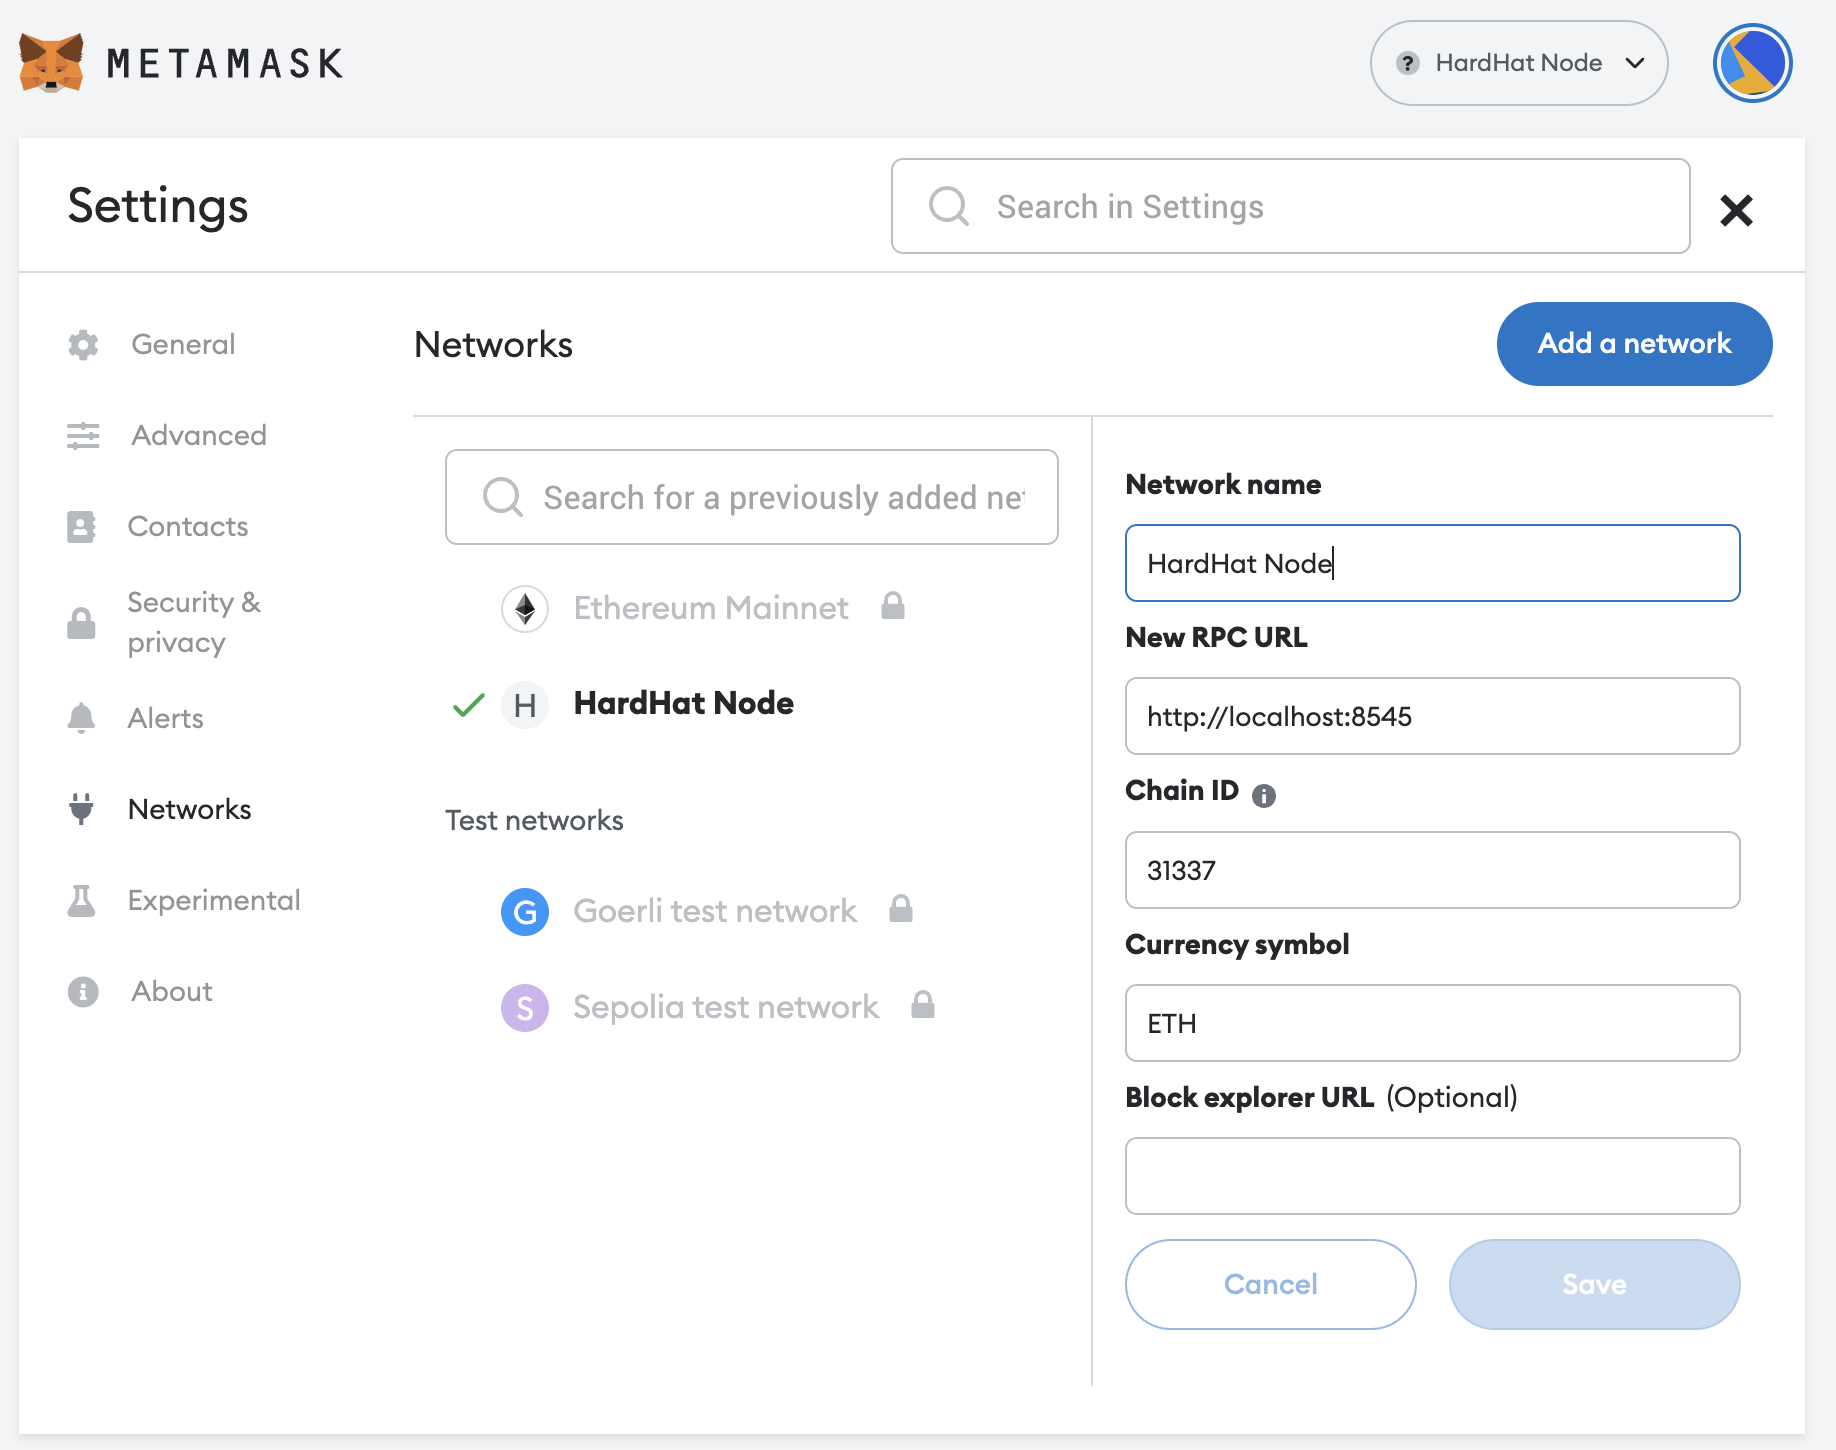 METAMASK
? HardHat Node
Settings
Search in Settings
General
Advanced
Contacts
Security &
privacy
Alerts
Networks
Experimental
About
Networks
Add a network
Search for a previously added net
Ethereum Mainnet
H HardHat Node
Test networks
G Goerli test network
S Sepolia test network
Network name
HardHat Node
New RPC URL
http://localhost:8545
Chain ID i
31337
Currency symbol
ETH
Block explorer URL (Optional)
Cancel
Save